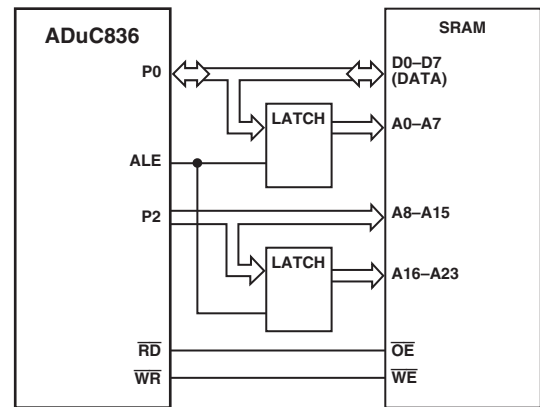 ADuC836
SRAM
P0
D0–D7
(DATA)
LATCH
A0–A7
ALE
P2
A8–A15
LATCH
A16–A23
RD
OE
WR
WE